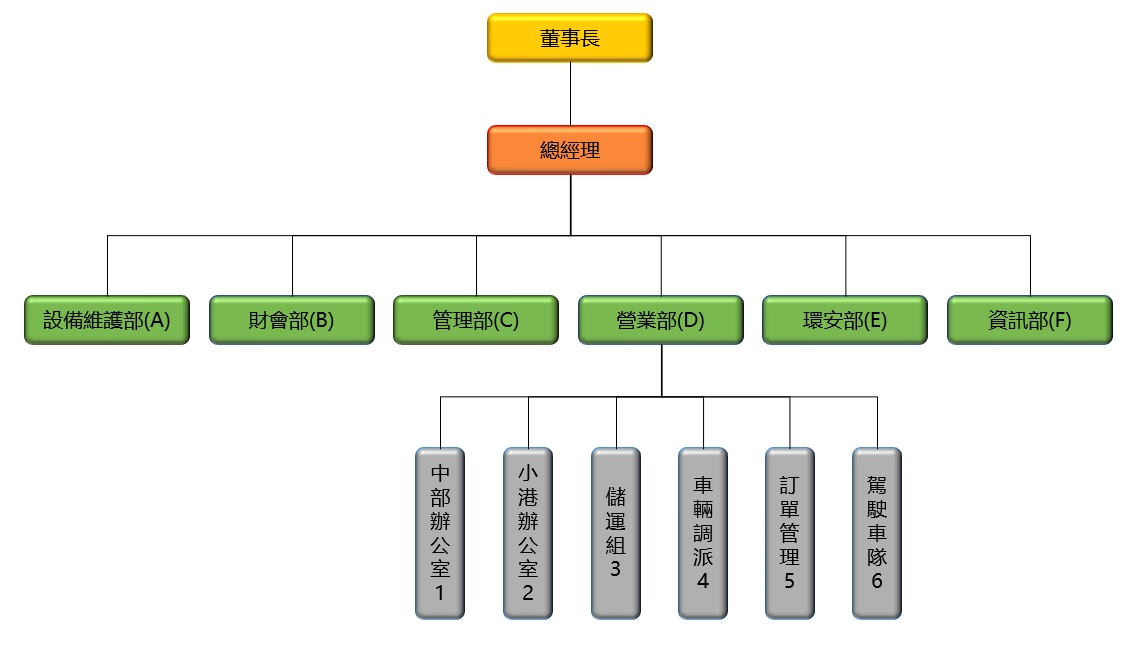 董事長
總經理
設備維護部(A)
財會部(B)
管理部(C)
營業部(D)
環安部(E)
資訊部(F)
中部辦公室1
小港辦公室2
儲運組3
車輛調派4
訂單管理5
駕駛車隊6